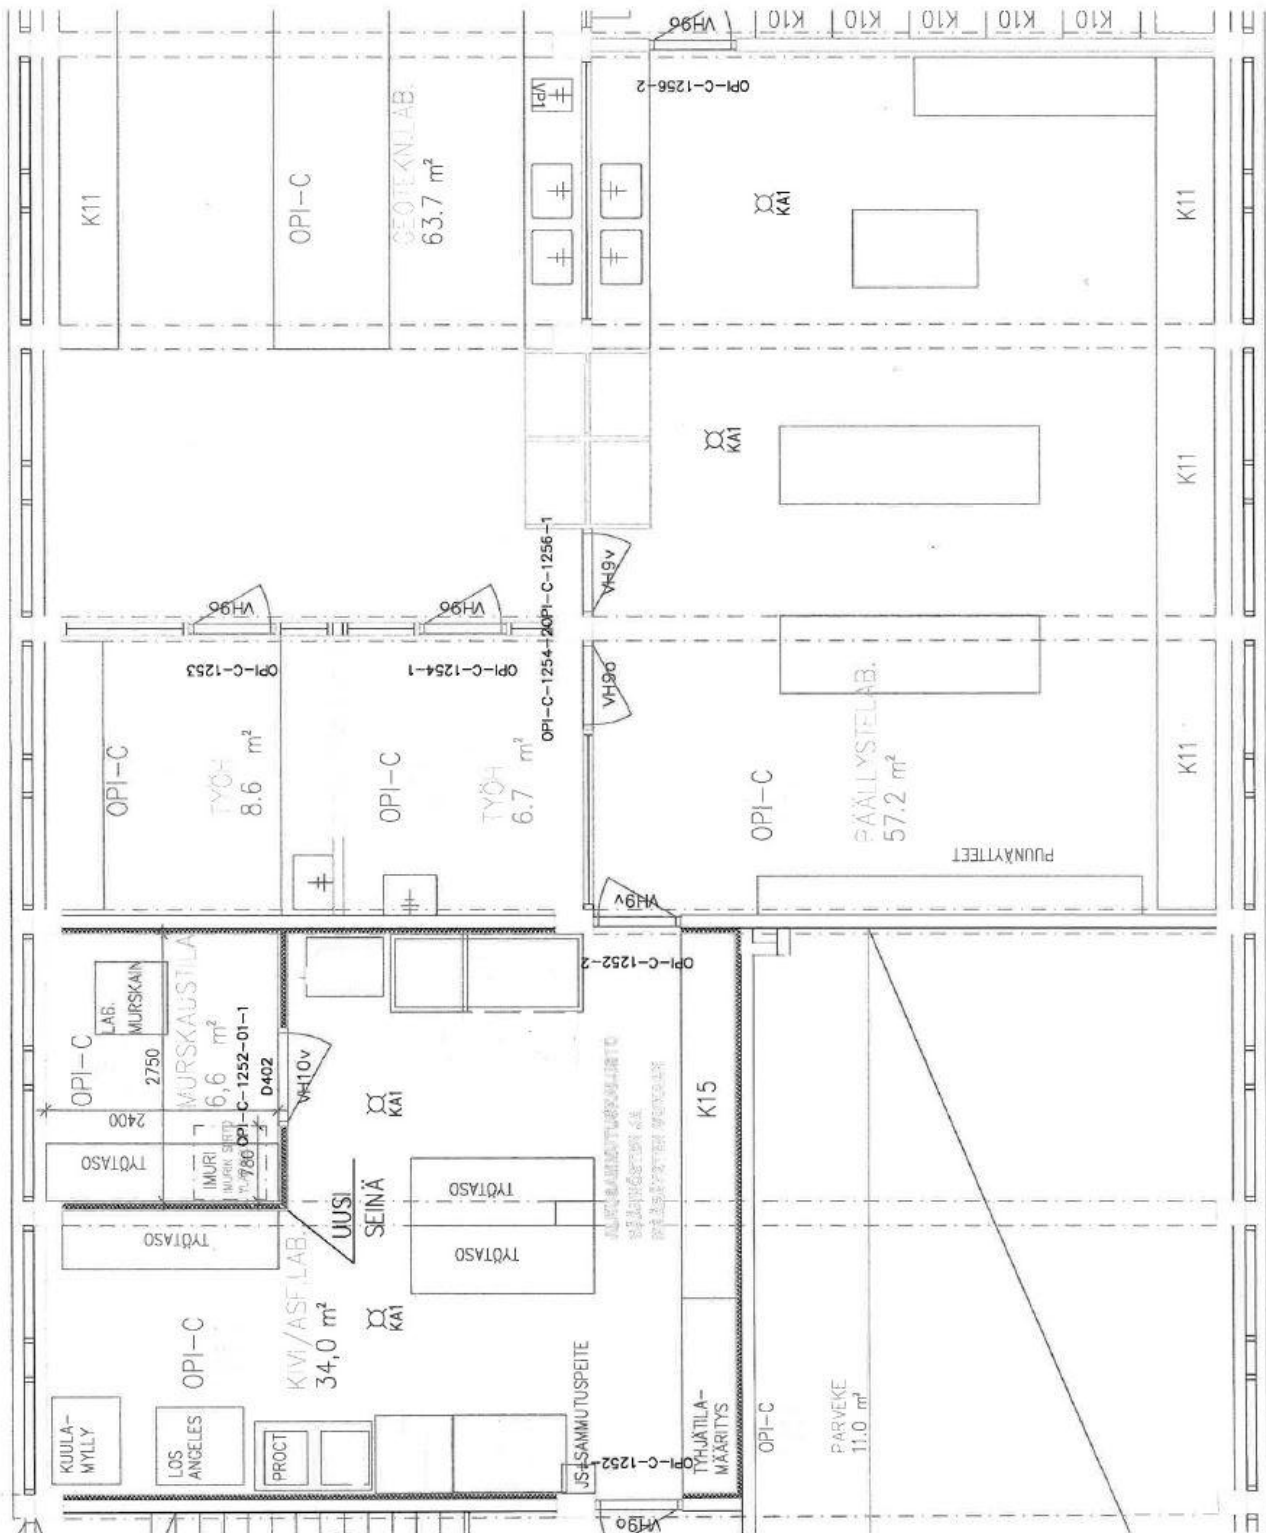 VH96
K10
K10
K10
K10
K10
OPI-C-1256-2
VP1
K11
OPI-C
GEOTEKN.LAB.
63.7 m²
KA1
K11
KA1
K11
OPI-C-1256-1
VH9v
VH96
VH96
OPI-C-1253
OPI-C-1254-1
OPI-C-1254-2
VH9o
OPI-C
TYÖH
8.6 m²
OPI-C
TYÖH
6.7 m²
OPI-C
PÄÄLLYSTELAB.
57.2 m²
K11
PUUNÄYTTEET
VH9v
OPI-C-1252-2
LAB.
MURSKAIN
OPI-C
MURSKAUSTILA
6,6 m²
2750
OPI-C-1252-01-1
D402
VH10v
2400
TYÖTASO
IMURI
780
KA1
K15
UUSI
SEINÄ
TYÖTASO
TYÖTASO
TYÖTASO
OPI-C
KIVI/ASF.LAB.
34,0 m²
KA1
KUULA-
MYLLY
LOS
ANGELES
PROCT
JS=SAMMUTUSPEITE
OPI-C-1252-
TYHJÄTILA-
MÄÄRITYS
OPI-C
PARVEKE
11.0 m²
VH9o